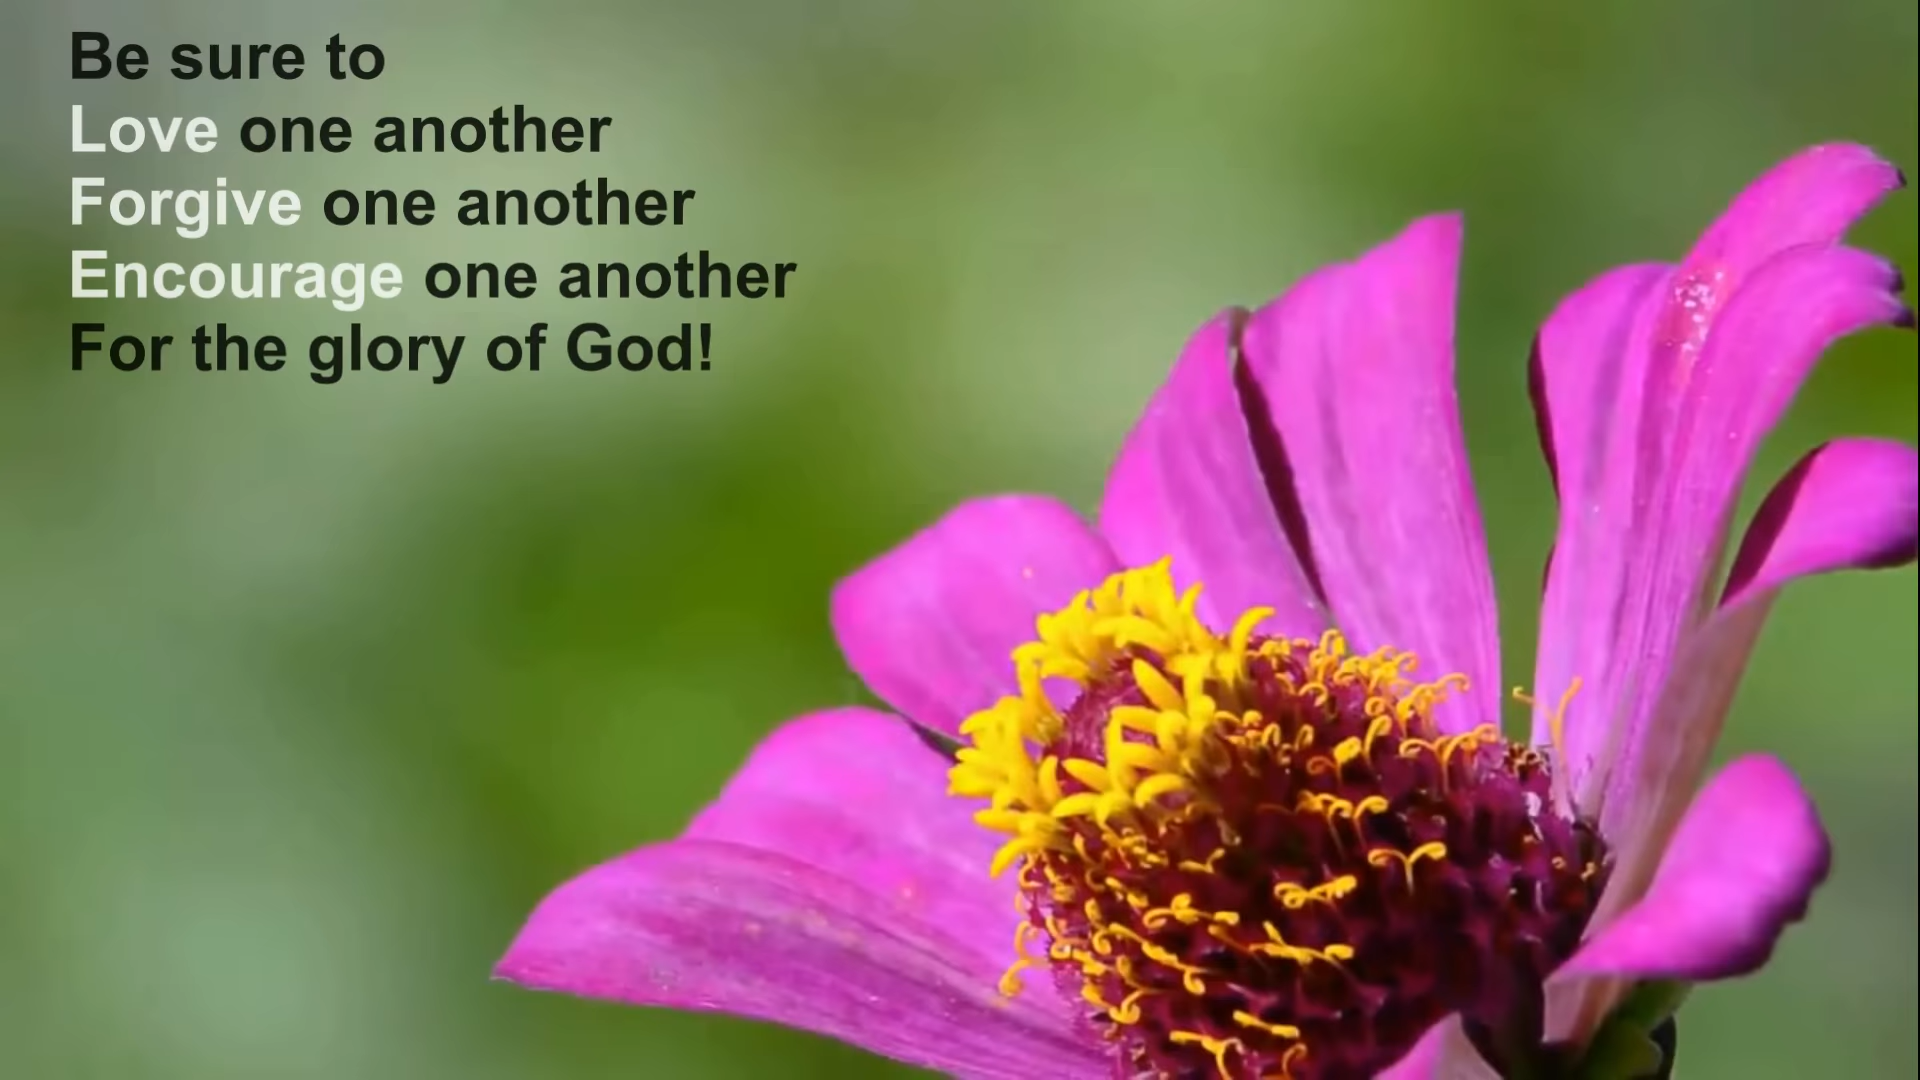 Be sure to
Love one another
Forgive one another
Encourage one another
For the glory of God!